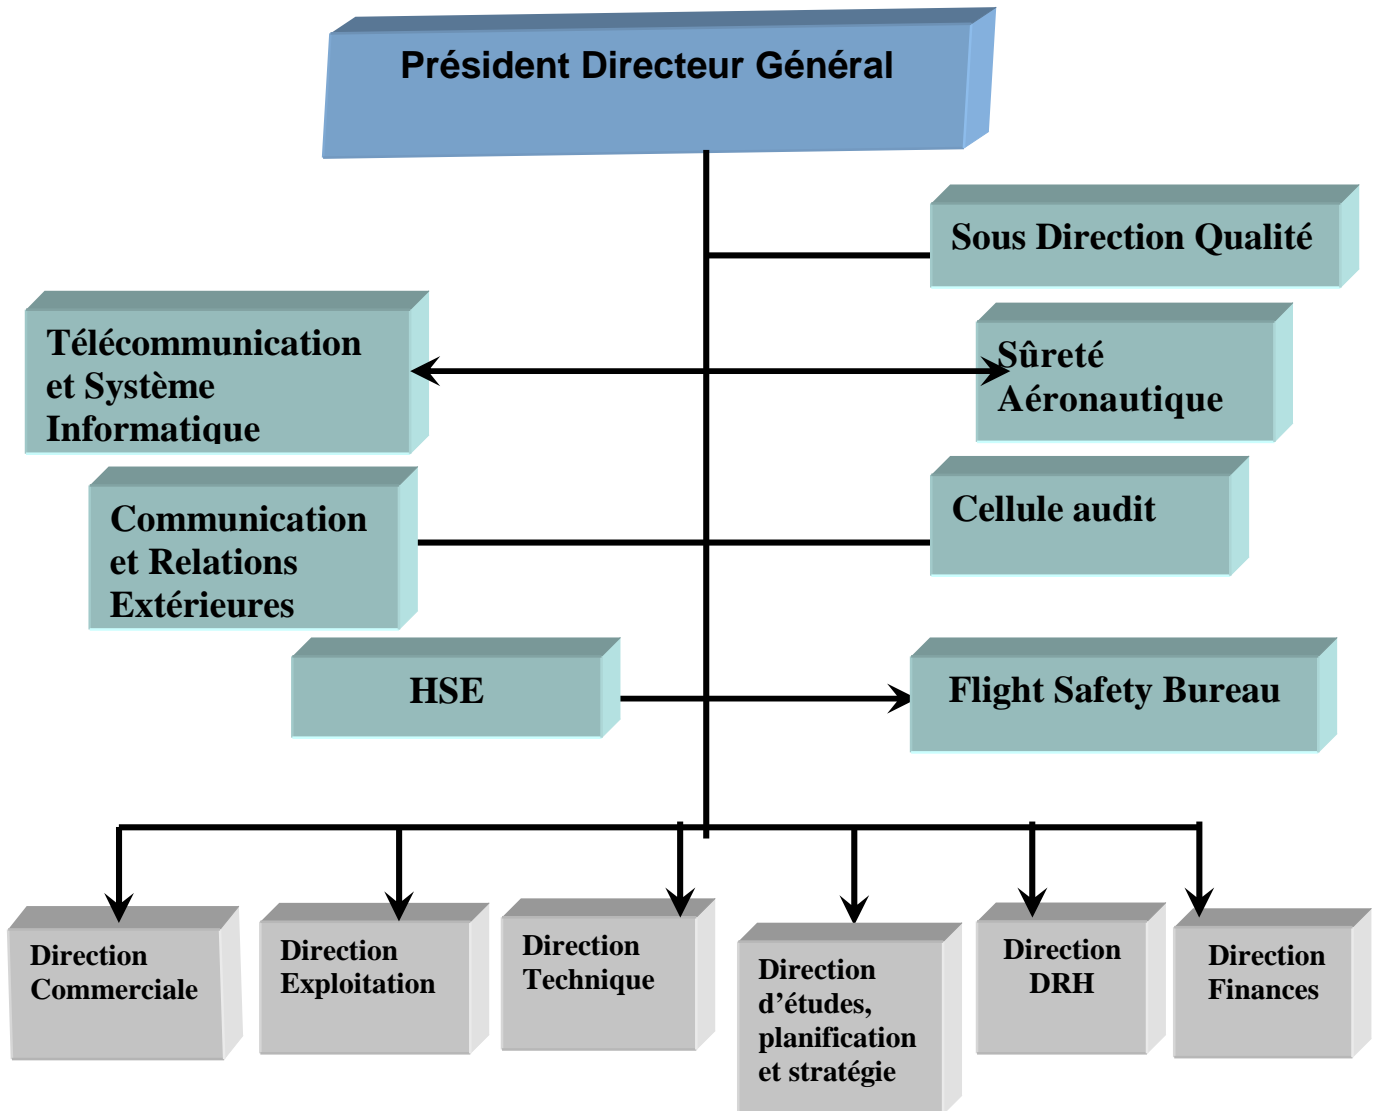 Président Directeur Général
Sous Direction Qualité
Télécommunication
et Système
Informatique
Sûreté
Aéronautique
Communication
et Relations
Extérieures
Cellule audit
HSE
Flight Safety Bureau
Direction
Commerciale
Direction
Exploitation
Direction
Technique
Direction
d’études,
planification
et stratégie
Direction
DRH
Direction
Finances